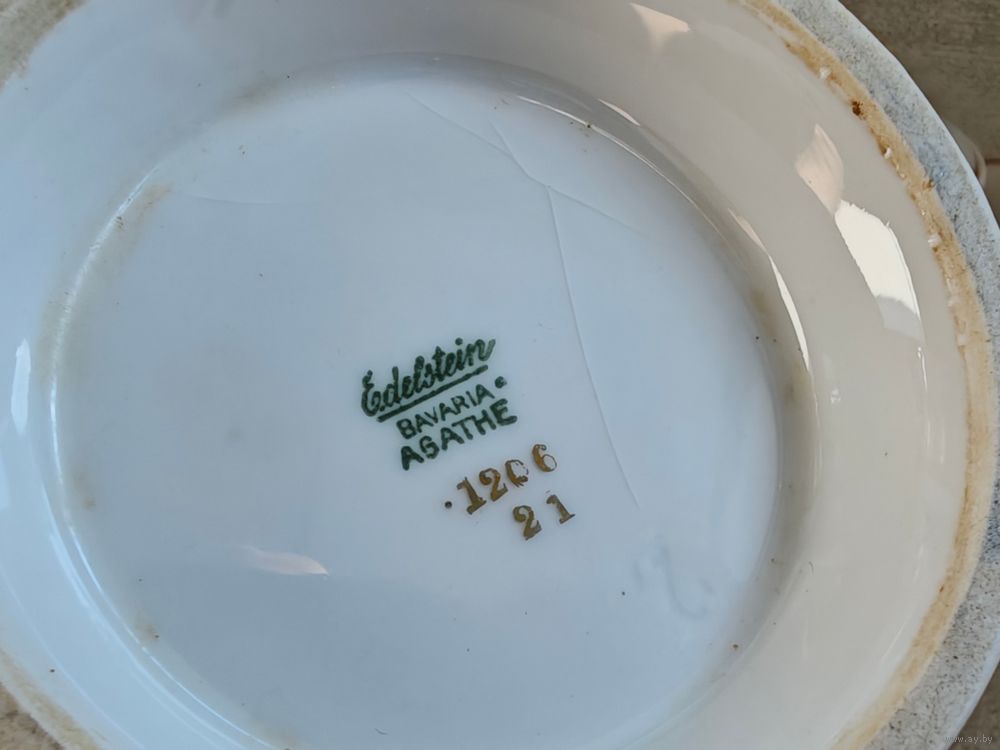 Edelstein
BAVARIA
AGATHE
.1206
21
www.ay.by